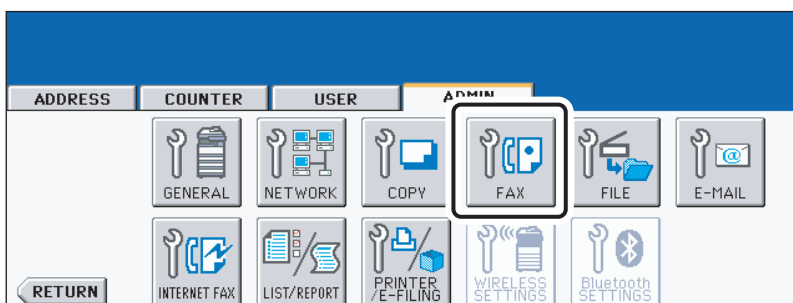 ADDRESS COUNTER USER ADMIN
GENERAL NETWORK COPY FAX FILE E-MAIL
@
INTERNET FAX LIST/REPORT PRINTER /E-FILING WIRELESS SETTINGS Bluetooth SETTINGS
RETURN